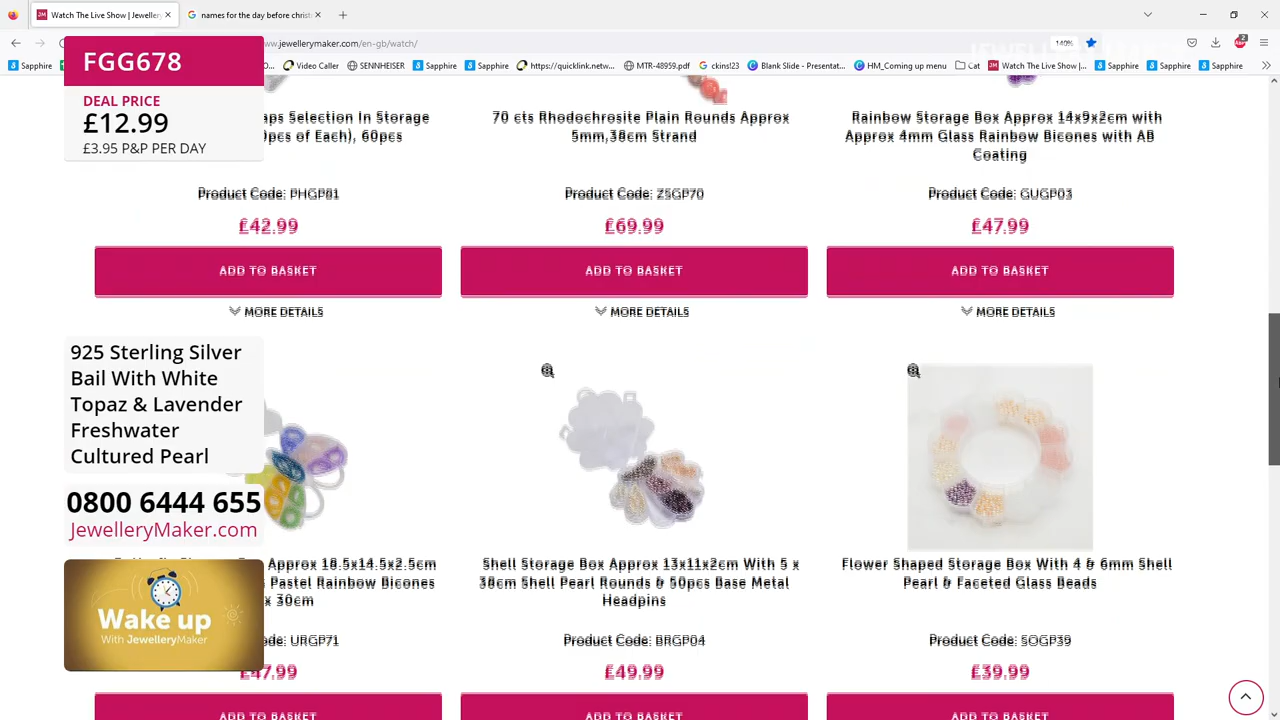 Watch The Live Show | Jeweller
names for the day before christ
www.jewellerymaker.com/en-gb/watch/
140%
2
Sapphire
O...
Video Caller
SENNHEISER
Sapphire
Sapphire
https://quicklink.netw...
MTR-48959.pdf
ckins!23
Blank Slide - Presentat...
HM_Coming up menu
Cat
Watch The Live Show |...
Sapphire
Sapphire
Sapphire
FGG678
DEAL PRICE
£12.99
£3.95 P&P PER DAY
aps Selection In Storage
pcs of Each), 60pcs
Product Code: PHGP81
£42.99
ADD TO BASKET
MORE DETAILS
70 cts Rhodochrosite Plain Rounds Approx
5mm,38cm Strand
Product Code: ZSGP70
£69.99
ADD TO BASKET
MORE DETAILS
Rainbow Storage Box Approx 14x9x2cm with
Approx 4mm Glass Rainbow Bicones with AB
Coating
Product Code: GUGP03
£47.99
ADD TO BASKET
MORE DETAILS
925 Sterling Silver
Bail With White
Topaz & Lavender
Freshwater
Cultured Pearl
0800 6444 655
JewelleryMaker.com
Wake up
With JewelleryMaker
Approx 18.5x14.5x2.5cm
Pastel Rainbow Bicones
x 30cm
ode: URGP71
£47.99
ADD TO BASKET
Shell Storage Box Approx 13x11x2cm With 5 x
38cm Shell Pearl Rounds & 50pcs Base Metal
Headpins
Product Code: BRGP04
£49.99
ADD TO BASKET
Flower Shaped Storage Box With 4 & 6mm Shell
Pearl & Faceted Glass Beads
Product Code: SOGP39
£39.99
ADD TO BASKET